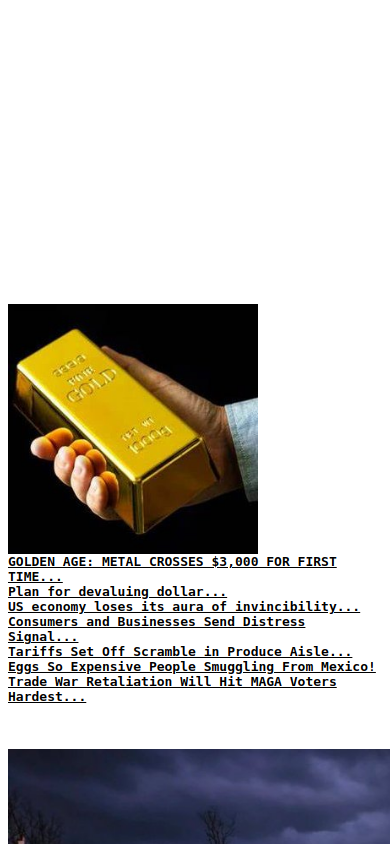 GOLD
GOLDEN AGE: METAL CROSSES $3,000 FOR FIRST
TIME...
Plan for devaluing dollar...
US economy loses its aura of invincibility...
Consumers and Businesses Send Distress
Signal...
Tariffs Set Off Scramble in Produce Aisle...
Eggs So Expensive People Smuggling From Mexico!
Trade War Retaliation Will Hit MAGA Voters
Hardest...